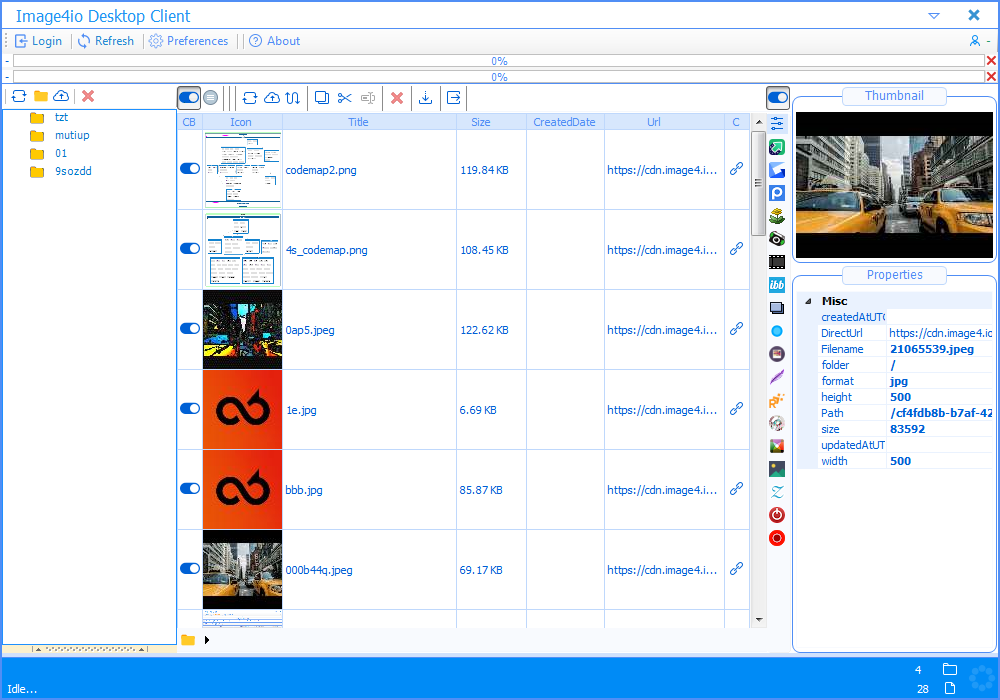 Image4io Desktop Client
Login Refresh Preferences About
0%
0%
CB Icon Title Size CreatedDate Url C
tzt
mutiup
01
9sozdd
codemap2.png 119.84 KB https://cdn.image4.i...
4s_codemap.png 108.45 KB https://cdn.image4.i...
0ap5.jpeg 122.62 KB https://cdn.image4.i...
1e.jpg 6.69 KB https://cdn.image4.i...
bbb.jpg 85.87 KB https://cdn.image4.i...
000b44q.jpeg 69.17 KB https://cdn.image4.i...
ibb
Thumbnail
Properties
Misc
createdAtUTC
DirectUrl https://cdn.image4.io
Filename 21065539.jpeg
folder /
format jpg
height 500
Path /cf4fdb8b-b7af-42
size 83592
updatedAtUT
width 500
4
Idle... 28